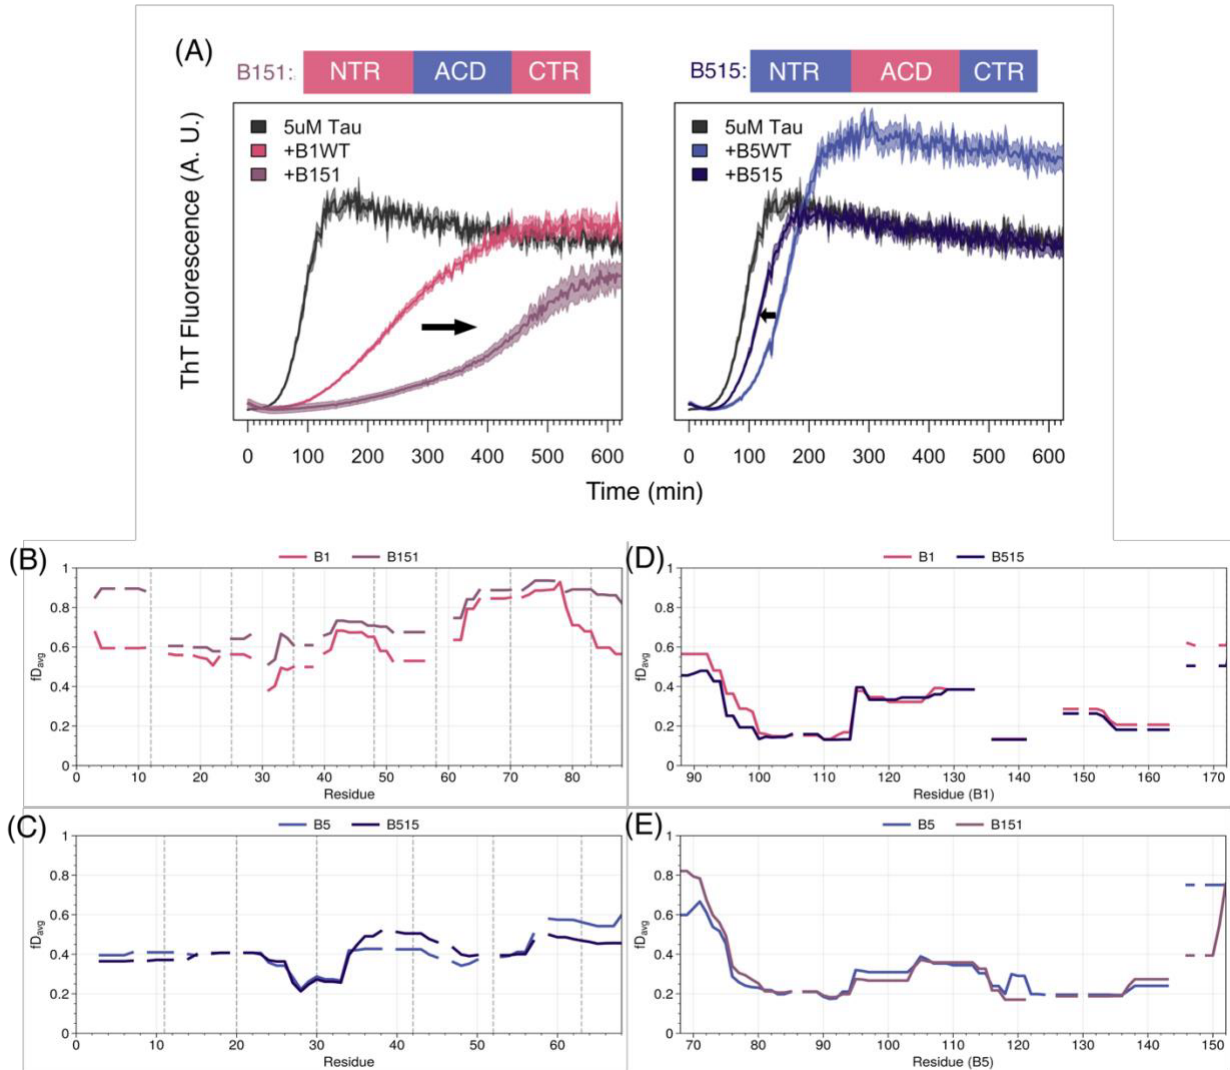 (A)
B151: NTR ACD CTR
B515: NTR ACD CTR
5uM Tau
+B1WT
+B151
5uM Tau
+B5WT
+B515
ThT Fluorescence (A. U.)
0 100 200 300 400 500 600
0 100 200 300 400 500 600
Time (min)
(B)
B1 B151
fDavg
1
0.8
0.6
0.4
0.2
0
0 10 20 30 40 50 60 70 80
Residue
(D)
B1 B515
fDavg
1
0.8
0.6
0.4
0.2
0
90 100 110 120 130 140 150 160 170
Residue (B1)
(C)
B5 B515
fDavg
1
0.8
0.6
0.4
0.2
0
0 10 20 30 40 50 60
Residue
(E)
B5 B151
fDavg
1
0.8
0.6
0.4
0.2
0
70 80 90 100 110 120 130 140 150
Residue (B5)